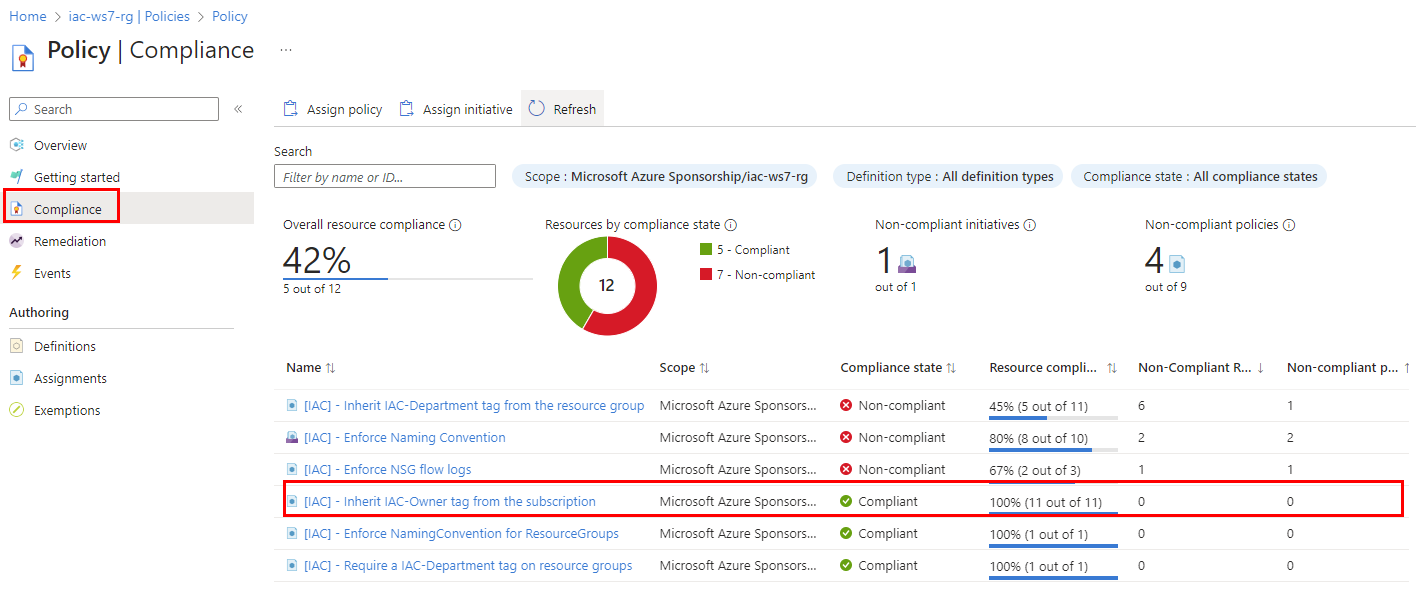 Home > iac-ws7-rg | Policies > Policy
Policy | Compliance ...
Search «
Overview
Getting started
Compliance
Remediation
Events
Authoring
Definitions
Assignments
Exemptions
Assign policy Assign initiative Refresh
Search
Filter by name or ID...
Scope : Microsoft Azure Sponsorship/iac-ws7-rg Definition type : All definition types Compliance state : All compliance states
Overall resource compliance
42%
5 out of 12
Resources by compliance state
12
5 - Compliant
7 - Non-compliant
Non-compliant initiatives
1
out of 1
Non-compliant policies
4
out of 9
Name Scope Compliance state Resource compli... Non-Compliant R... Non-compliant p...
[IAC] - Inherit IAC-Department tag from the resource group Microsoft Azure Sponsors... Non-compliant 45% (5 out of 11) 6 1
[IAC] - Enforce Naming Convention Microsoft Azure Sponsors... Non-compliant 80% (8 out of 10) 2 2
[IAC] - Enforce NSG flow logs Microsoft Azure Sponsors... Non-compliant 67% (2 out of 3) 1 1
[IAC] - Inherit IAC-Owner tag from the subscription Microsoft Azure Sponsors... Compliant 100% (11 out of 11) 0 0
[IAC] - Enforce NamingConvention for ResourceGroups Microsoft Azure Sponsors... Compliant 100% (1 out of 1) 0 0
[IAC] - Require a IAC-Department tag on resource groups Microsoft Azure Sponsors... Compliant 100% (1 out of 1) 0 0